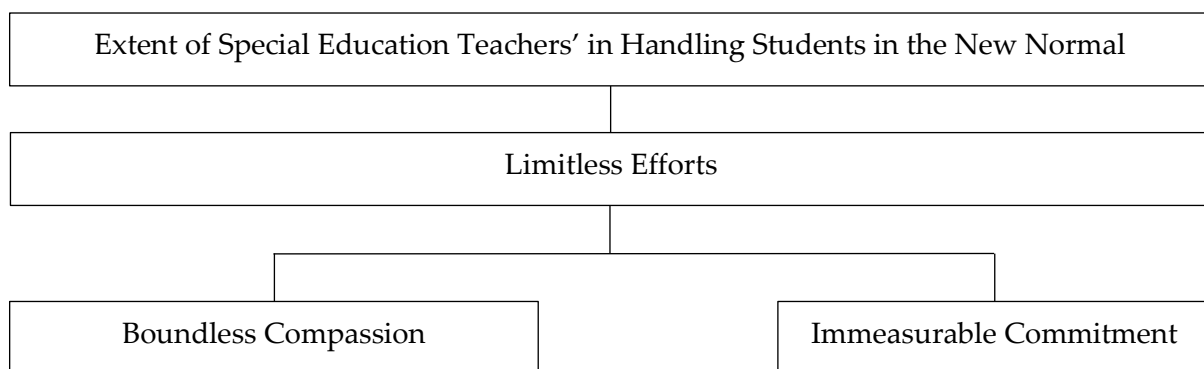 Extent of Special Education Teachers’ in Handling Students in the New Normal
Limitless Efforts
Boundless Compassion
Immeasurable Commitment